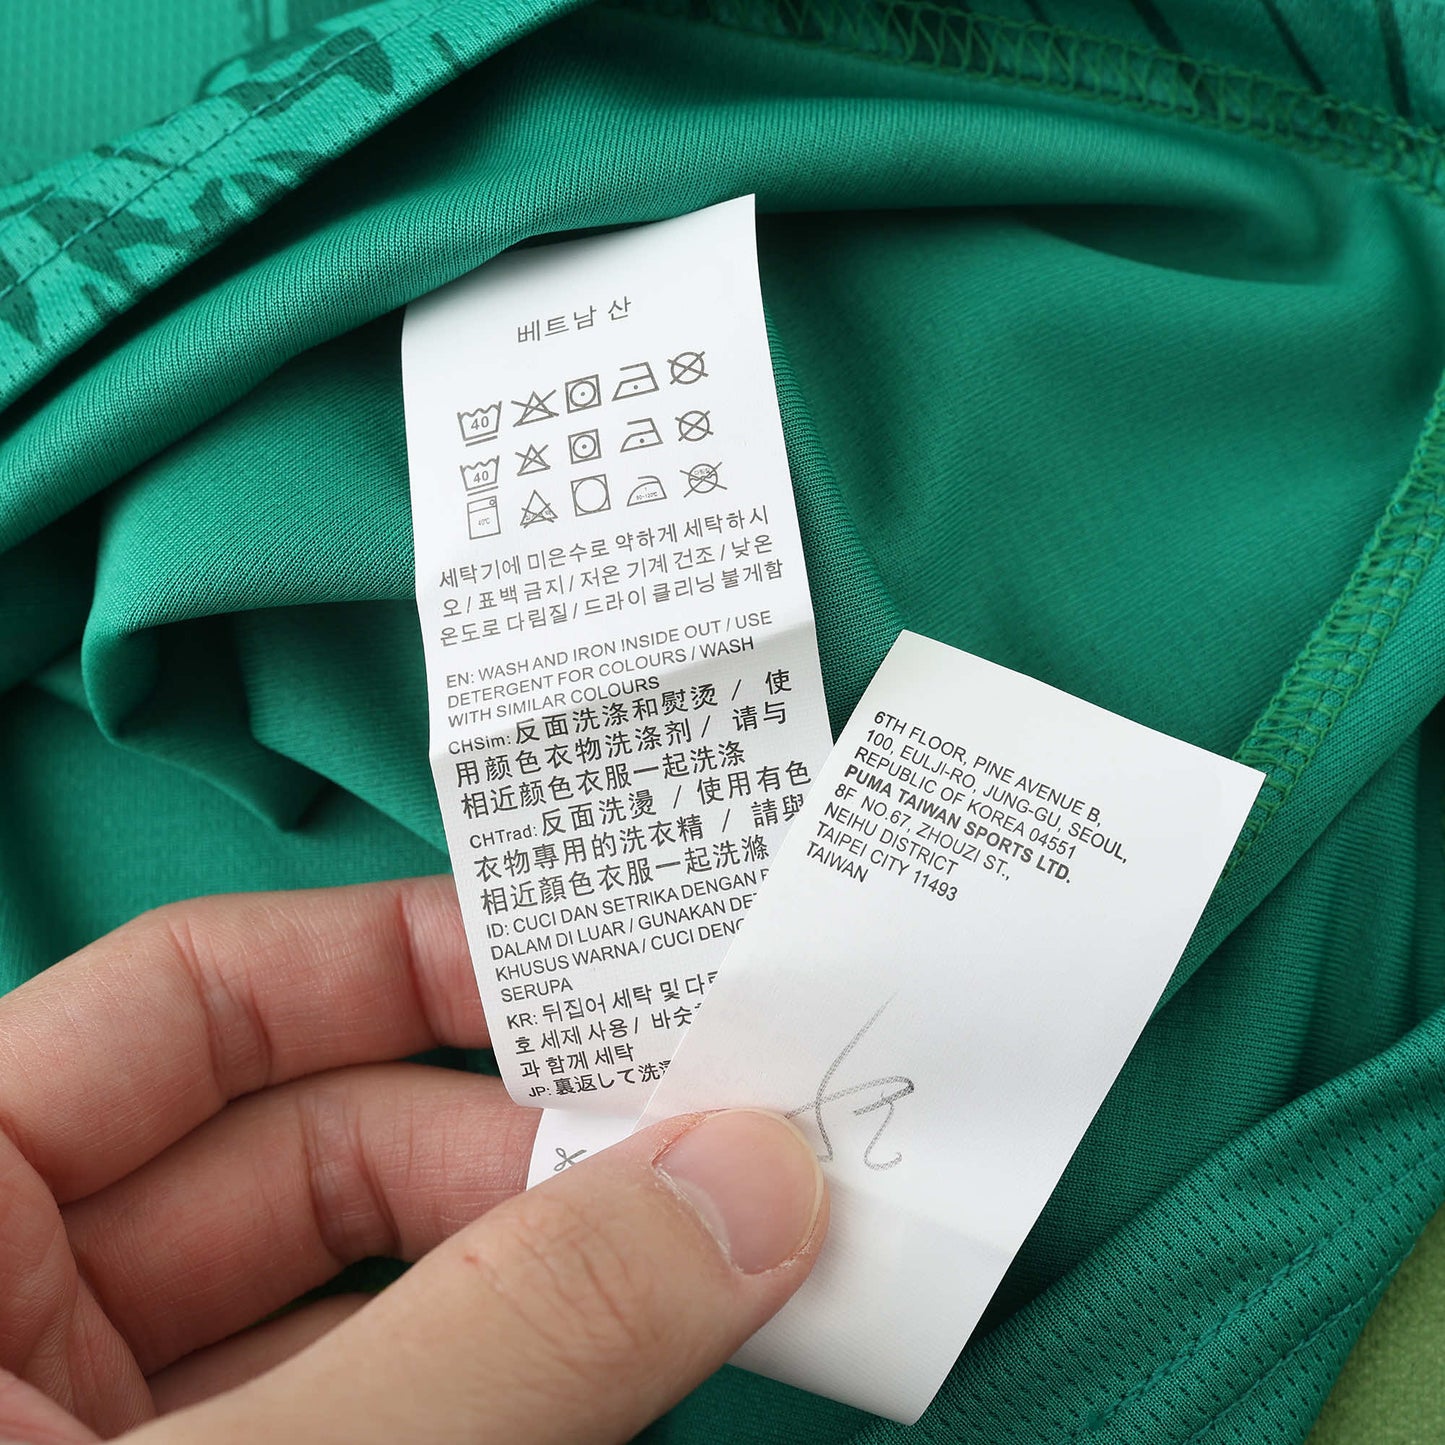 베트남 산
40
40
40℃
80-120℃
세탁기에 미온수로 약하게 세탁하시
오 / 표백 금지 / 저온 기계 건조 / 낮은
온도로 다림질 / 드라이 클리닝 불게함
EN: WASH AND IRON INSIDE OUT / USE
DETERGENT FOR COLOURS / WASH
WITH SIMILAR COLOURS
CHSim: 反面洗涤和熨烫 / 使
用颜色衣物洗涤剂 / 请与
相近颜色衣服一起洗涤
CHTrad: 反面洗燙 / 使用有色
衣物專用的洗衣精 / 請與
相近顏色衣服一起洗滌
ID: CUCI DAN SETRIKA DENGAN
DALAM DI LUAR / GUNAKAN
KHUSUS WARNA / CUCI
SERUPA
KR: 뒤집어 세탁 및
호 세제 사용 /
과 함께 세탁
JP: 裏返して洗濯
6TH FLOOR, PINE AVENUE B,
100, EULJI-RO, JUNG-GU, SEOUL,
REPUBLIC OF KOREA 04551
PUMA TAIWAN SPORTS LTD.
8F. NO.67, ZHOUZI ST.,
NEIHU DISTRICT
TAIPEI CITY 11493
TAIWAN